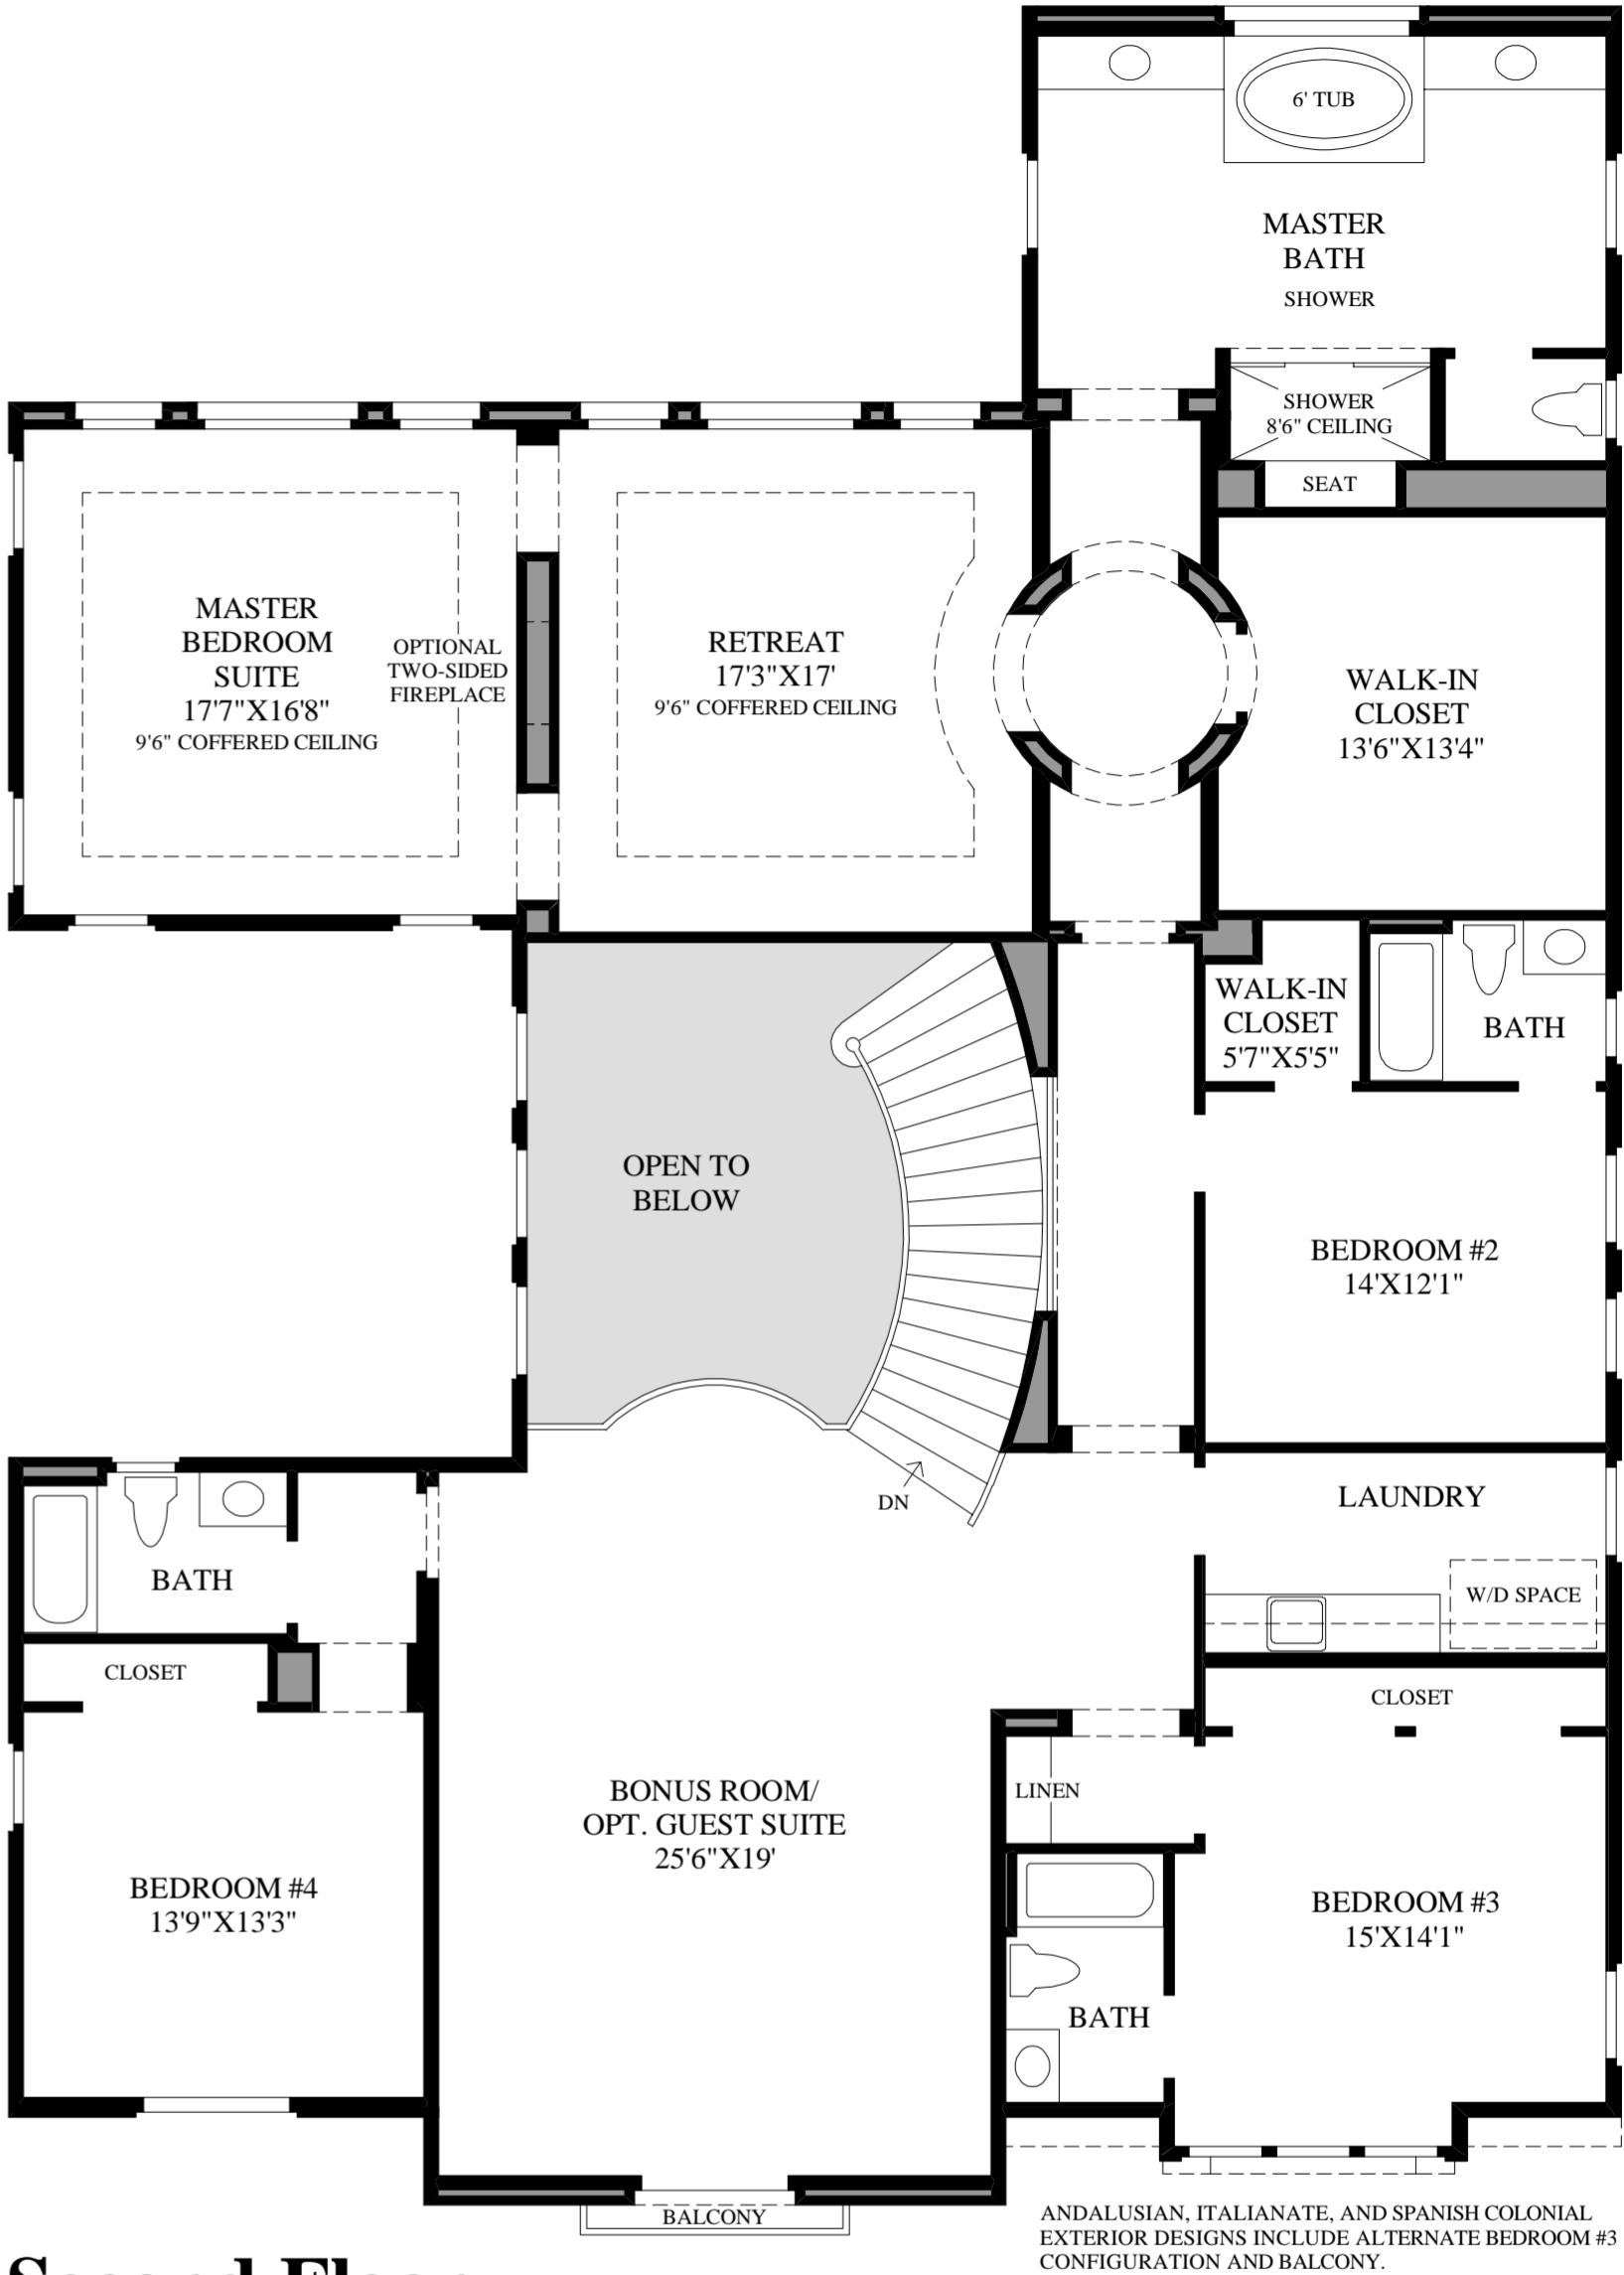 6' TUB
MASTER
BATH
SHOWER
SHOWER
8'6" CEILING
SEAT
MASTER
BEDROOM
SUITE
17'7"X16'8"
9'6" COFFERED CEILING
OPTIONAL
TWO-SIDED
FIREPLACE
RETREAT
17'3"X17'
9'6" COFFERED CEILING
WALK-IN
CLOSET
13'6"X13'4"
WALK-IN
CLOSET
5'7"X5'5"
BATH
OPEN TO
BELOW
BEDROOM #2
14'X12'1"
DN
LAUNDRY
W/D SPACE
BATH
CLOSET
CLOSET
LINEN
BONUS ROOM/
OPT. GUEST SUITE
25'6"X19'
BEDROOM #4
13'9"X13'3"
BEDROOM #3
15'X14'1"
BATH
BALCONY
ANDALUSIAN, ITALIANATE, AND SPANISH COLONIAL
EXTERIOR DESIGNS INCLUDE ALTERNATE BEDROOM #3
CONFIGURATION AND BALCONY.
Second Floor